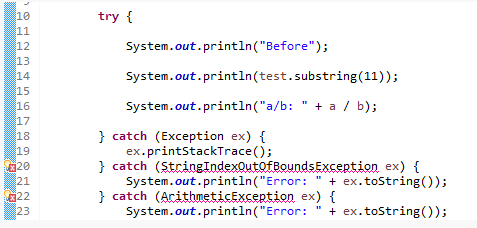 10 try {
11
12 System.out.println("Before");
13
14 System.out.println(test.substring(11));
15
16 System.out.println("a/b: " + a / b);
17
18 } catch (Exception ex) {
19 ex.printStackTrace();
20 } catch (StringIndexOutOfBoundsException ex) {
21 System.out.println("Error: " + ex.toString());
22 } catch (ArithmeticException ex) {
23 System.out.println("Error: " + ex.toString());